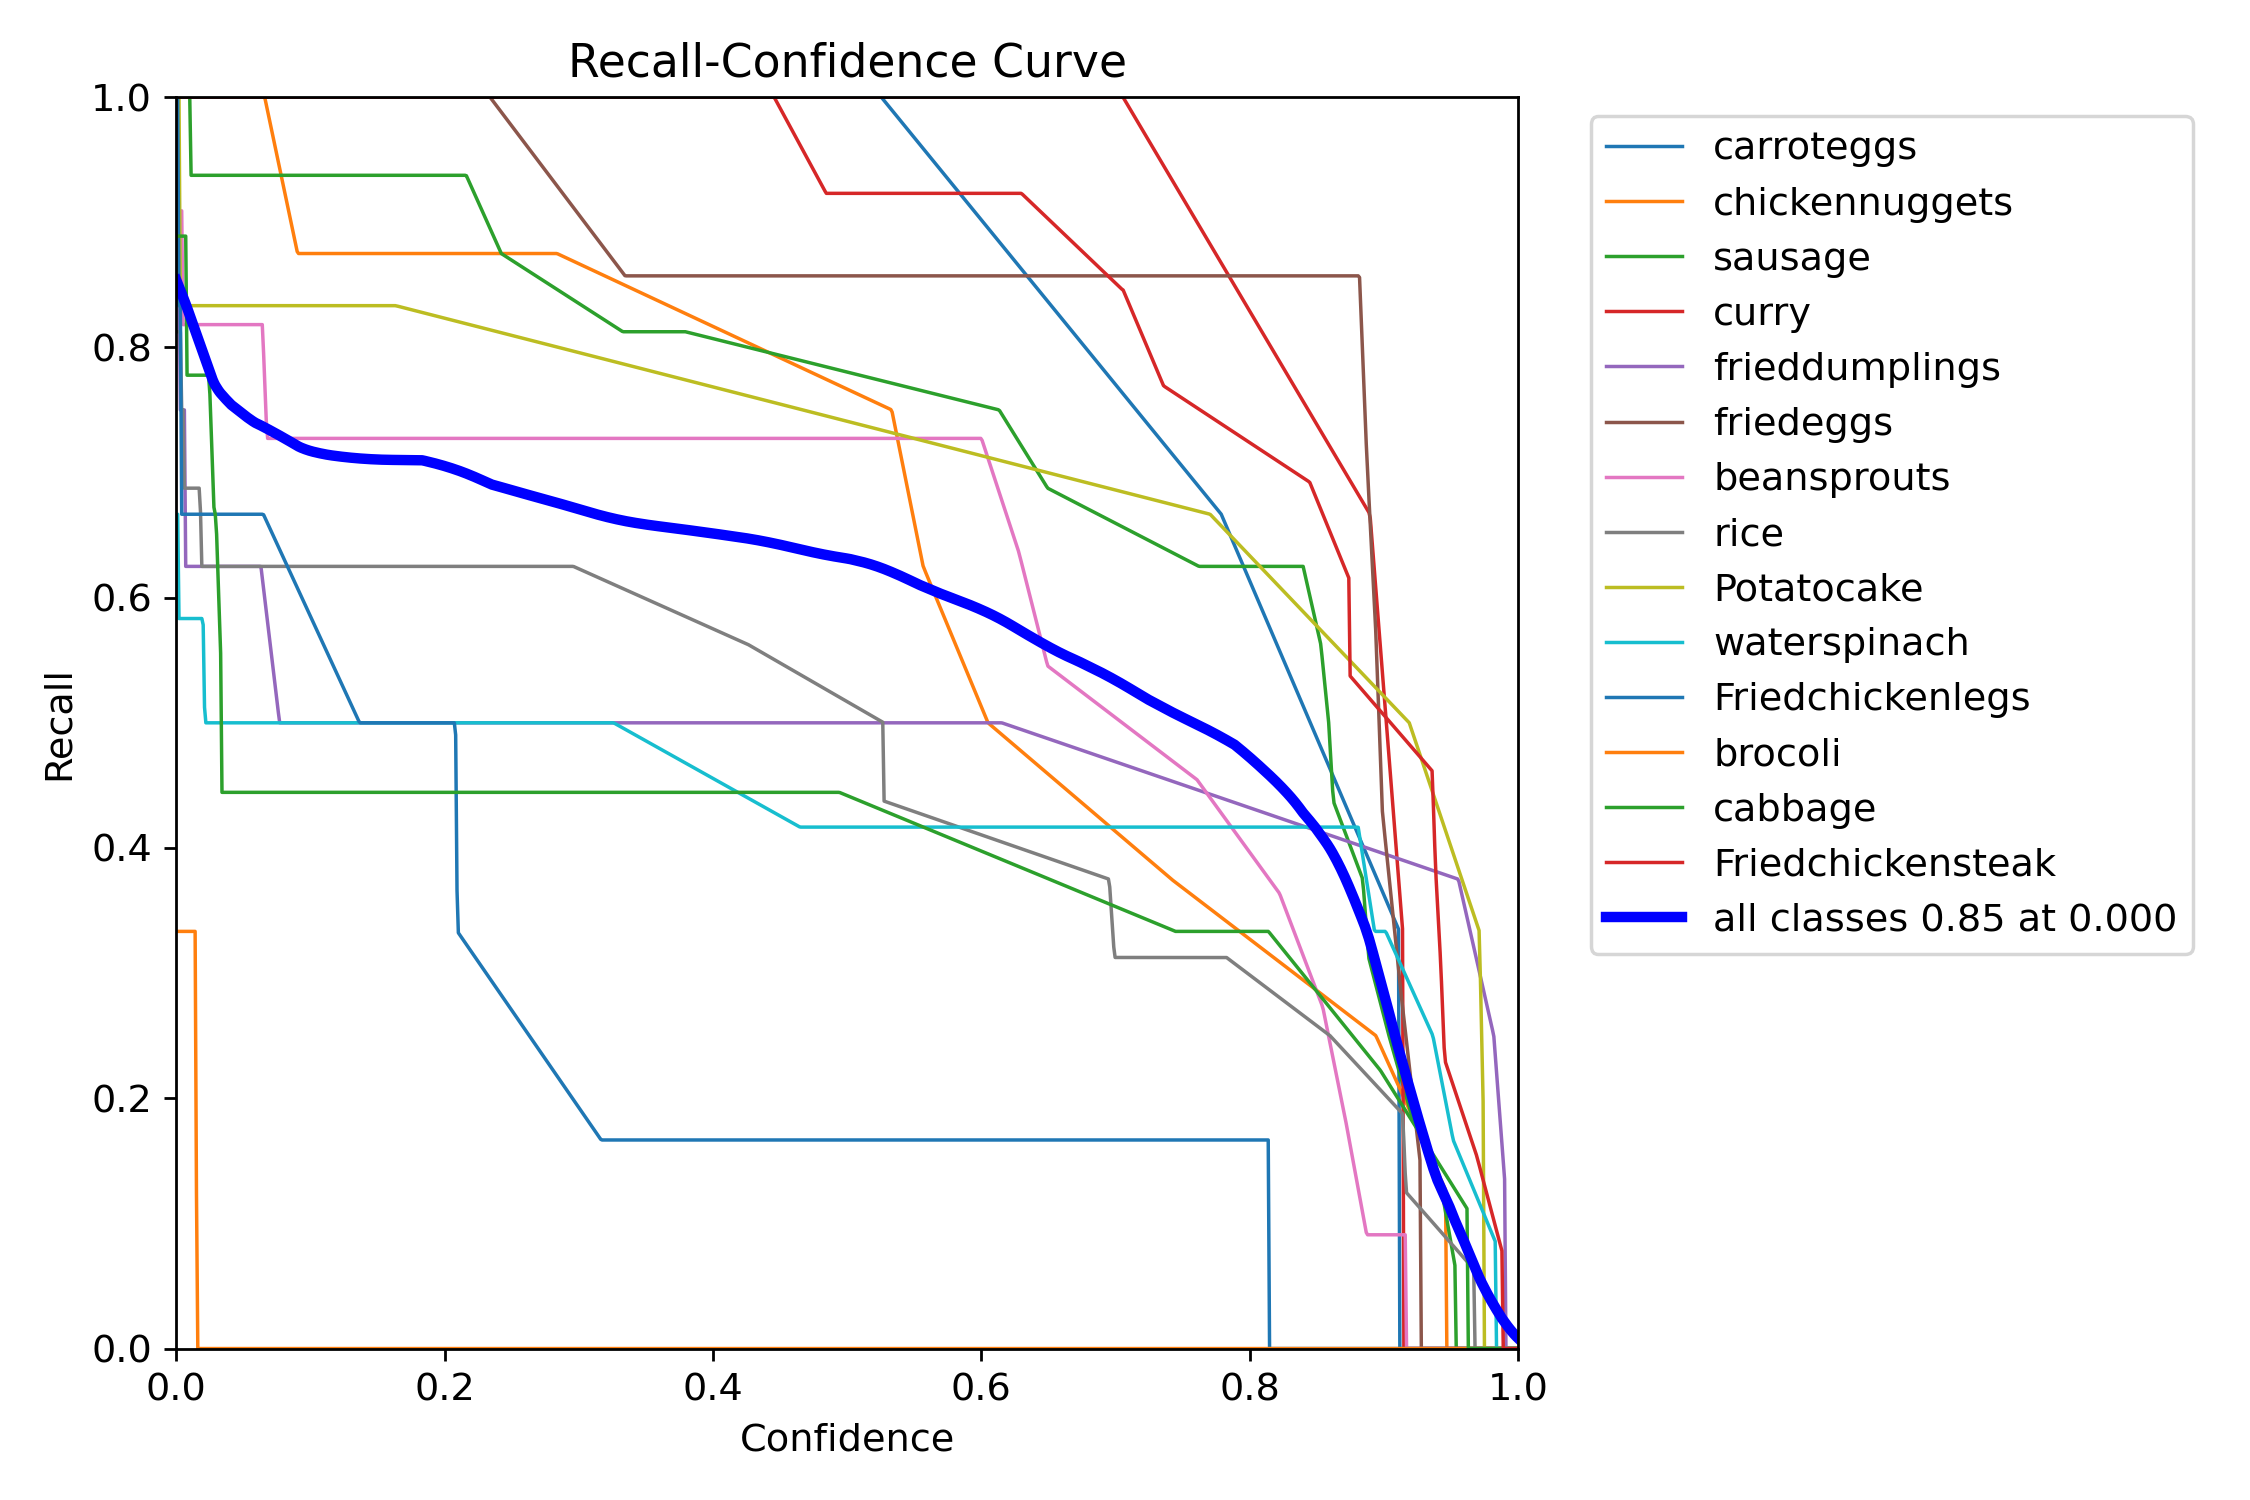 Recall-Confidence Curve
1.0
0.8
0.6
0.4
0.2
0.0
Recall
0.0 0.2 0.4 0.6 0.8 1.0
Confidence
carroteggs
chickennuggets
sausage
curry
frieddumplings
friedeggs
beansprouts
rice
Potatocake
waterspinach
Friedchickenlegs
brocoli
cabbage
Friedchickensteak
all classes 0.85 at 0.000